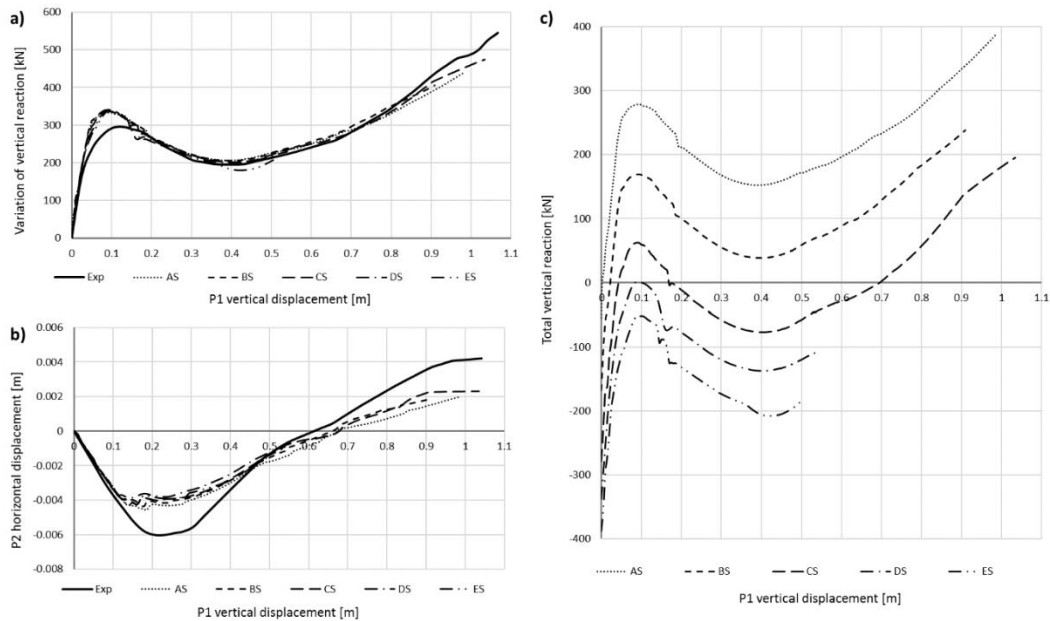 a)
Variation of vertical reaction [kN]
600
500
400
300
200
100
0
0 0.1 0.2 0.3 0.4 0.5 0.6 0.7 0.8 0.9 1 1.1
Exp AS BS CS DS ES
P1 vertical displacement [m]
b)
P2 horizontal displacement [m]
0.006
0.004
0.002
0
-0.002
-0.004
-0.006
-0.008
0 0.1 0.2 0.3 0.4 0.5 0.6 0.7 0.8 0.9 1 1.1
Exp AS BS CS DS ES
P1 vertical displacement [m]
c)
Total vertical reaction [kN]
400
300
200
100
0
-100
-200
-300
-400
0 0.1 0.2 0.3 0.4 0.5 0.6 0.7 0.8 0.9 1 1.1
AS BS CS DS ES
P1 vertical displacement [m]